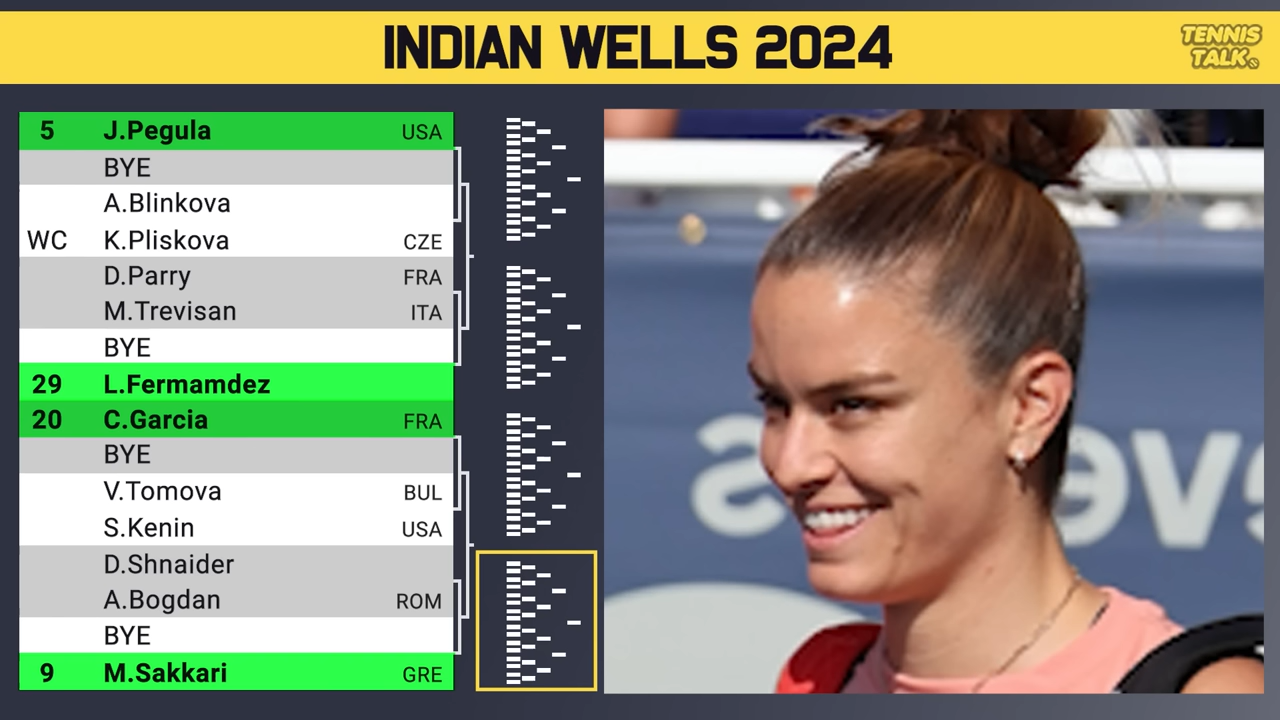 INDIAN WELLS 2024
TENNIS
TALK
5 J.Pegula USA
BYE
A.Blinkova
WC K.Pliskova CZE
D.Parry FRA
M.Trevisan ITA
BYE
29 L.Fermamdez
20 C.Garcia FRA
BYE
V.Tomova BUL
S.Kenin USA
D.Shnaider
A.Bogdan ROM
BYE
9 M.Sakkari GRE